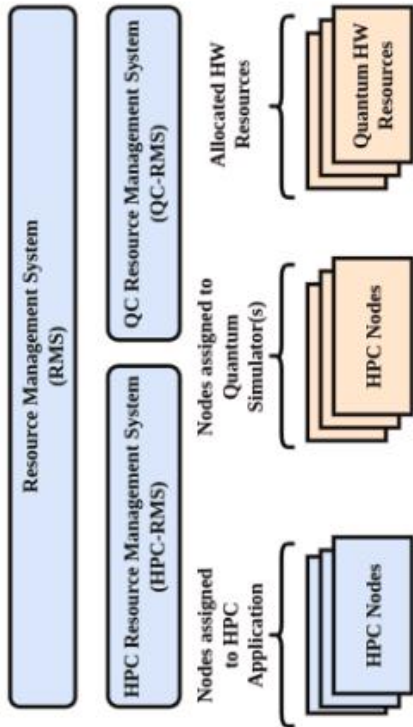 Resource Management System
(RMS)
HPC Resource Management System
(HPC-RMS)
QC Resource Management System
(QC-RMS)
Nodes assigned
to HPC
Application
Nodes assigned to
Quantum
Simulator(s)
Allocated HW
Resources
HPC Nodes
HPC Nodes
Quantum HW
Resources